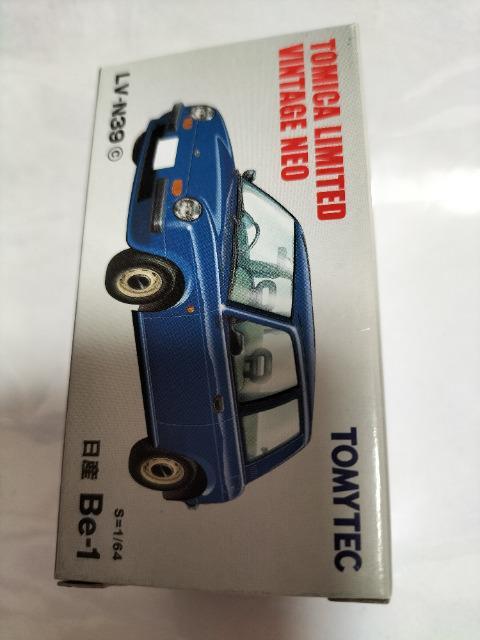 TOMICA LIMITED
VINTAGE NEO
TOMYTEC
LV-N39 ©
S=1/64
日産 Be-1